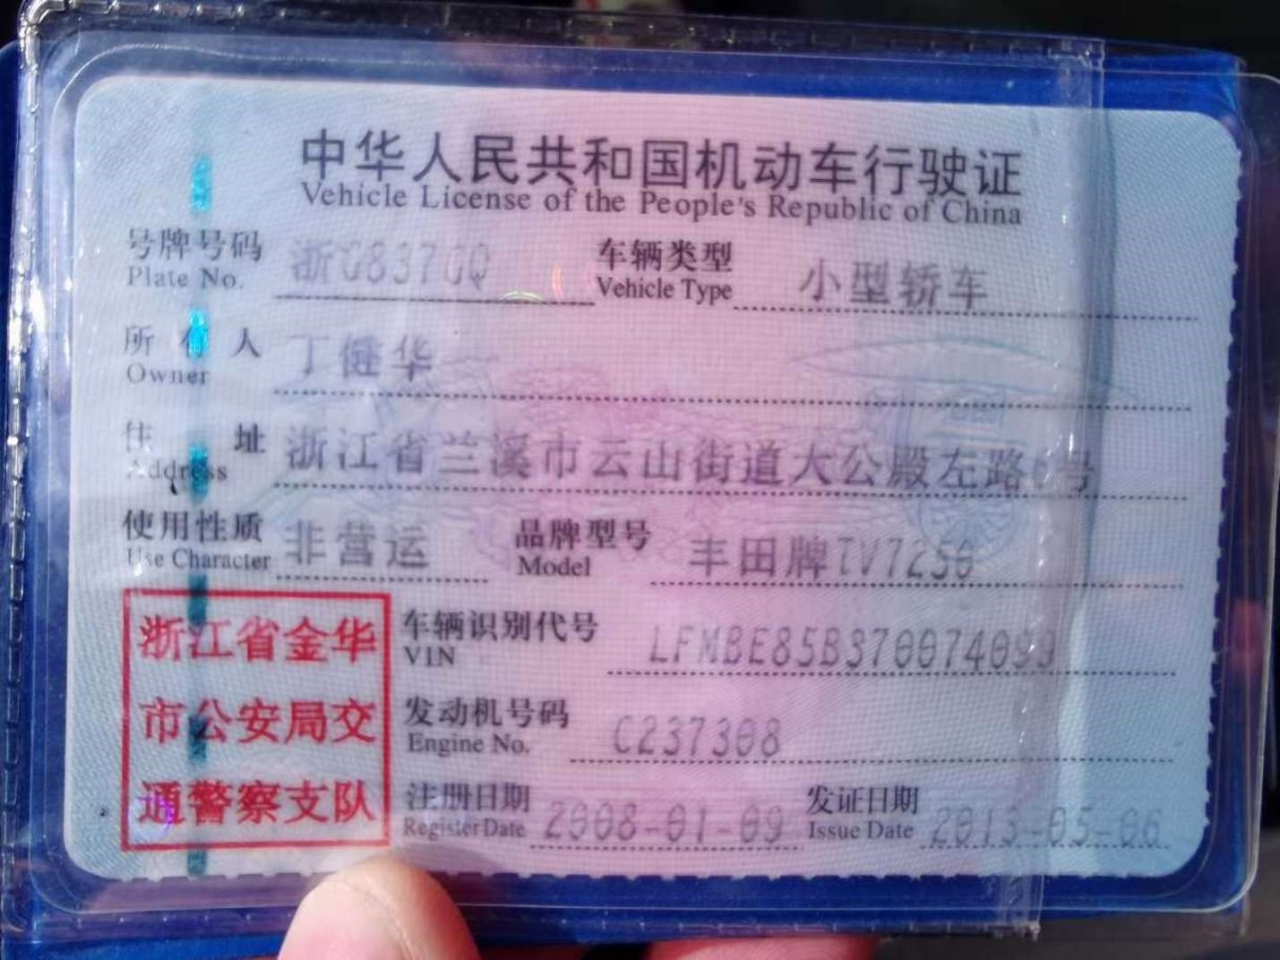 中华人民共和国机动车行驶证
Vehicle License of the People's Republic of China
号牌号码 浙G837GQ 车辆类型 小型轿车
Plate No. Vehicle Type
所有人 丁健华
Owner
住址 浙江省兰溪市云山街道大公殿左路 号
Address
使用性质 非营运 品牌型号 丰田牌TV7250
Use Character Model
浙江省金华
市公安局交
通警察支队
车辆识别代号 LFMBE85B370074099
VIN
发动机号码 C237308
Engine No.
注册日期 2008-01-09 发证日期 2013-05-06
Register Date Issue Date